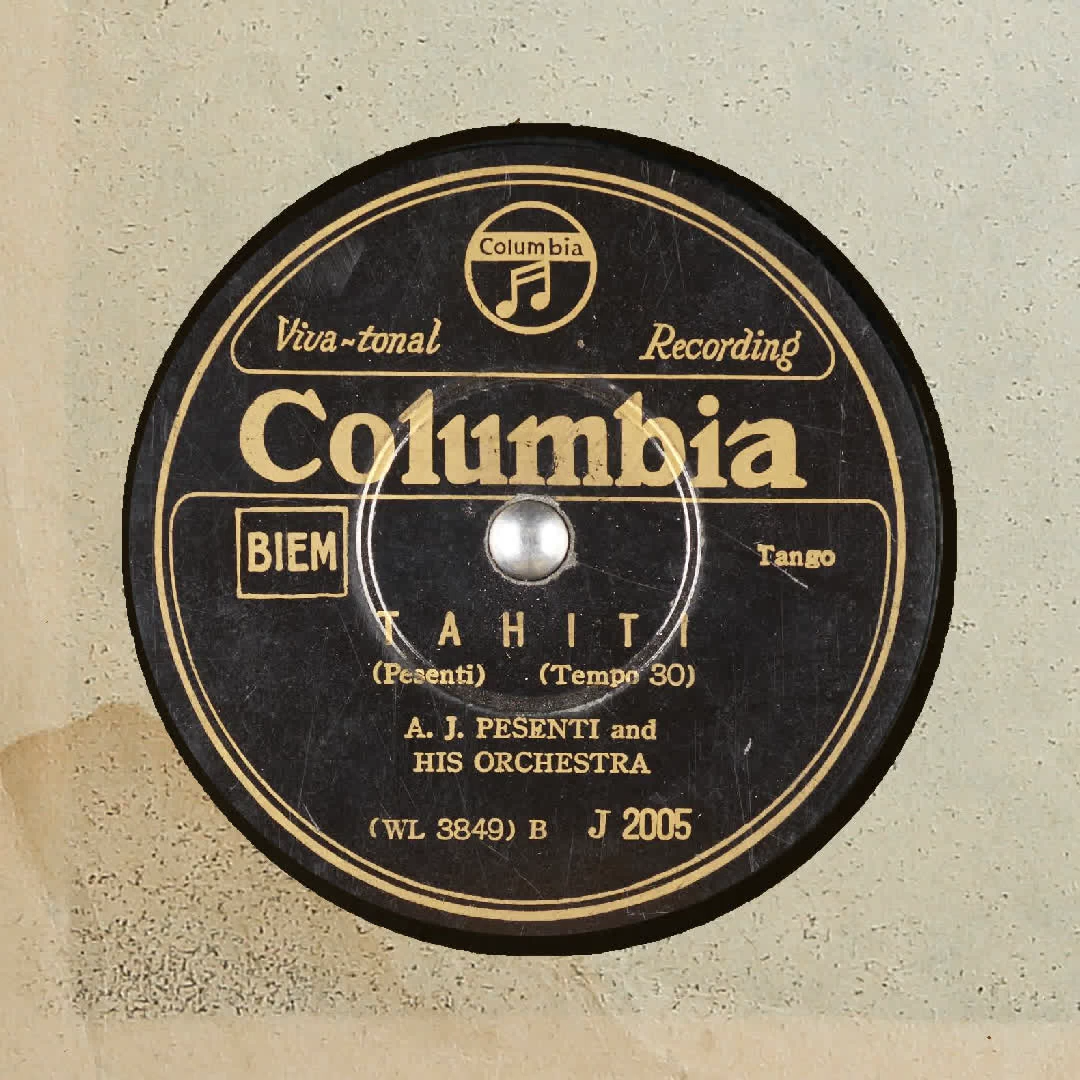 Columbia
Viva-tonal Recording
Columbia
BIEM
Tango
TAHITI
(Pesenti) (Tempo 30)
A. J. PESENTI and
HIS ORCHESTRA
(WL 3849) B J 2005